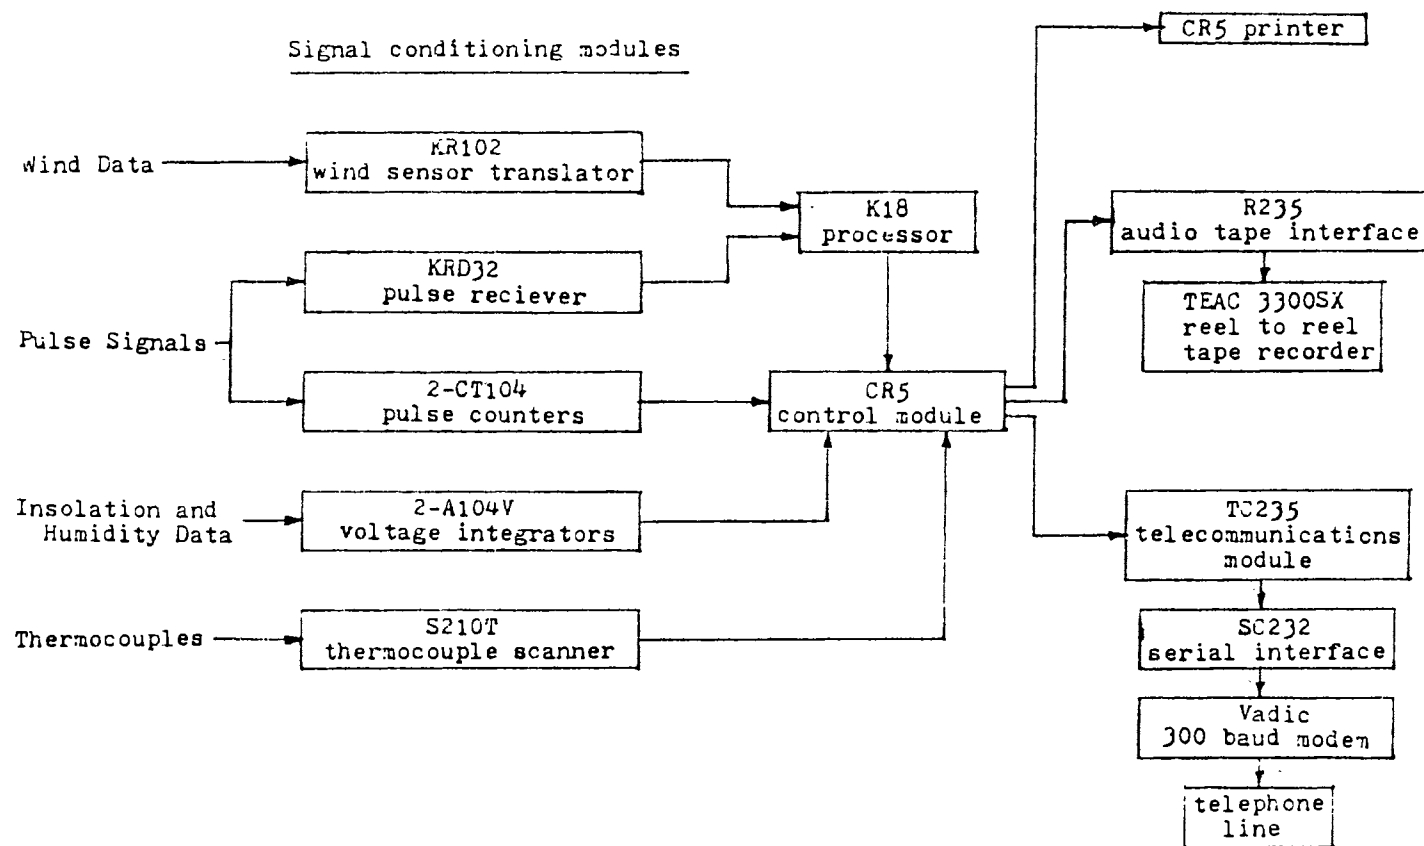 Signal conditioning modules
CR5 printer
Wind Data
KR102
wind sensor translator
K18
processor
R235
audio tape interface
KRD32
pulse reciever
TEAC 3300SX
reel to reel
tape recorder
Pulse Signals
2-CT104
pulse counters
CR5
control module
Insolation and
Humidity Data
2-A104V
voltage integrators
TC235
telecommunications
module
Thermocouples
S210T
thermocouple scanner
SC232
serial interface
Vadic
300 baud modem
telephone
line